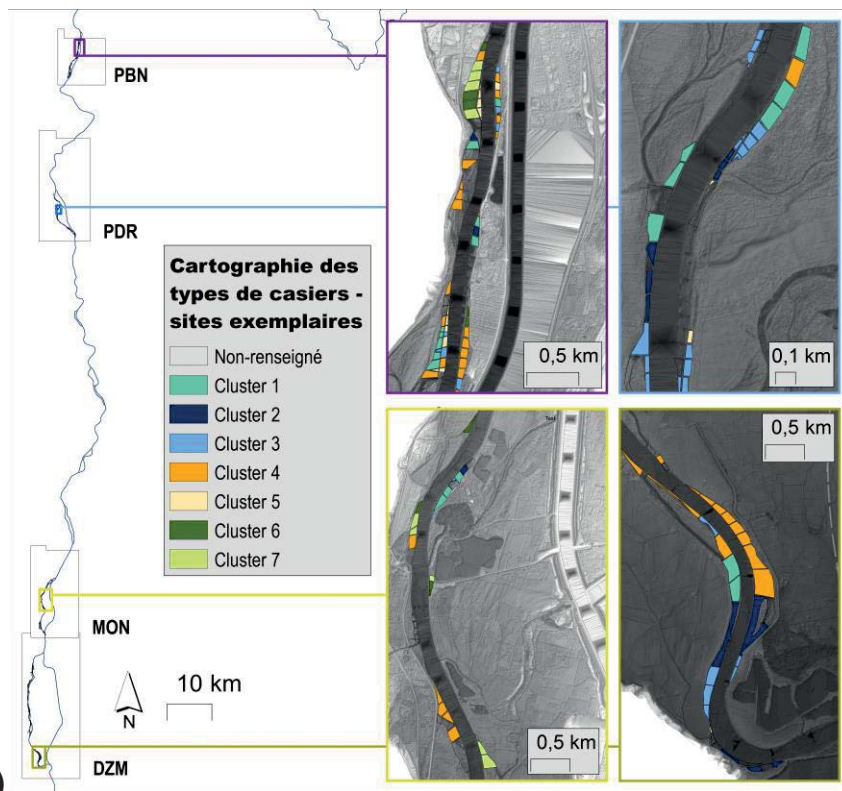 PBN
PDR
Cartographie des
types de casiers -
sites exemplaires
Non-renseigné
Cluster 1
Cluster 2
Cluster 3
Cluster 4
Cluster 5
Cluster 6
Cluster 7
MON
N
10 km
DZM
0,5 km
0,1 km
0,5 km
0,5 km
)